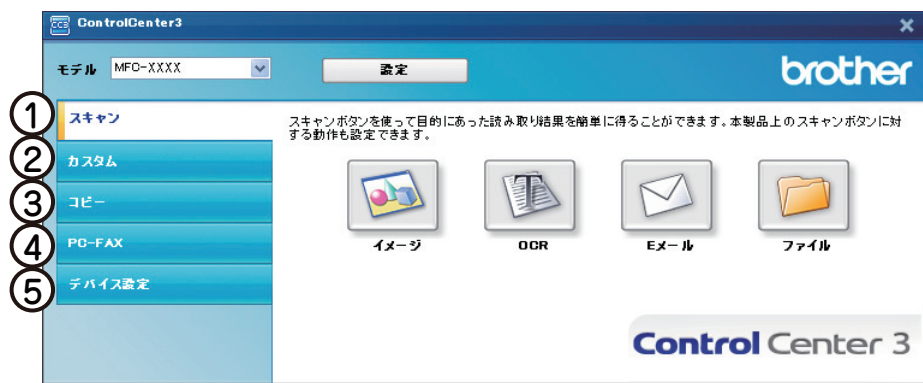 ControlCenter3
モデル MFC-XXXX 設定
brother
① スキャン
② カスタム
③ コピー
④ PC-FAX
⑤ デバイス設定
スキャンボタンを使って目的にあった読み取り結果を簡単に得ることができます。本製品上のスキャンボタンに対
する動作も設定できます。
イメージ OCR Eメール ファイル
Control Center 3